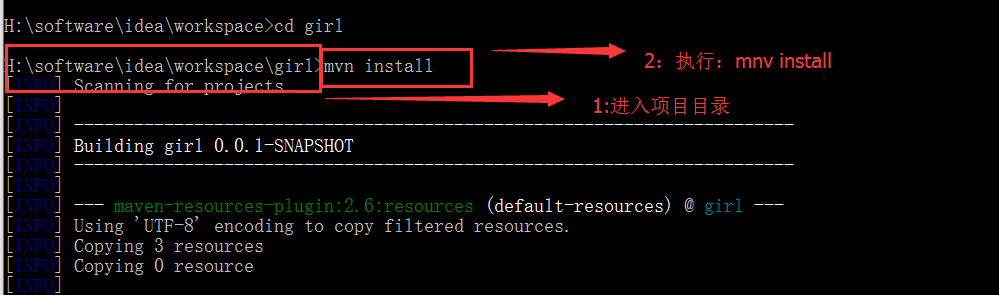 H:\software\idea\workspace>cd girl
H:\software\idea\workspace\girl>mvn install
2：执行：mnv install
[INFO] Scanning for projects
1:进入项目目录
[INFO]
[INFO] ------------------------------------------------------------------------
[INFO] Building girl 0.0.1-SNAPSHOT
[INFO] ------------------------------------------------------------------------
[INFO]
[INFO] --- maven-resources-plugin:2.6:resources (default-resources) @ girl ---
[INFO] Using 'UTF-8' encoding to copy filtered resources.
[INFO] Copying 3 resources
[INFO] Copying 0 resource
[INFO]